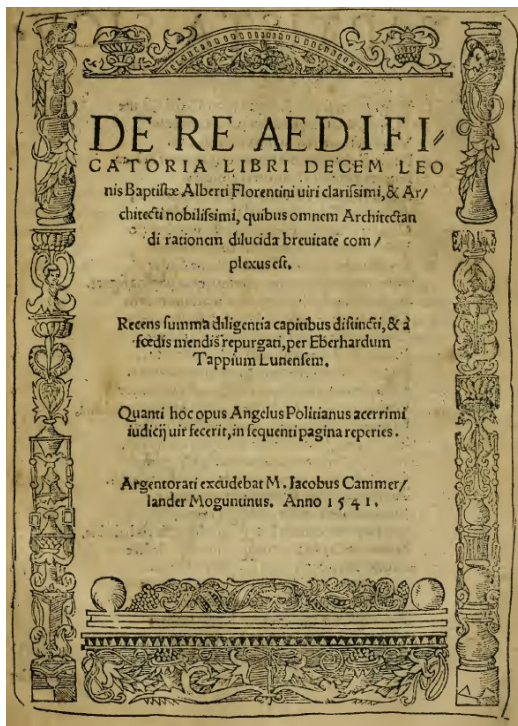 DE RE AEDIFI⸗
CATORIA LIBRI DECEM LEO
nis Baptiſtæ Alberti Florentini uiri clariſsimi, & Ar/
chitecti nobiliſsimi, quibus omnem Architectan
di rationem dilucida breuitate com /
plexus eſt.
Recens ſumma diligentia capitibus diſtincti, & à
fœdis mendis repurgati, per Eberhardum
Tappium Lunenſem.
Quanti hoc opus Angelus Politianus acerrimi
iudicij uir fecerit, in ſequenti pagina reperies.
Argentorati excudebat M. Iacobus Cammer/
lander Moguntinus. Anno 1541.